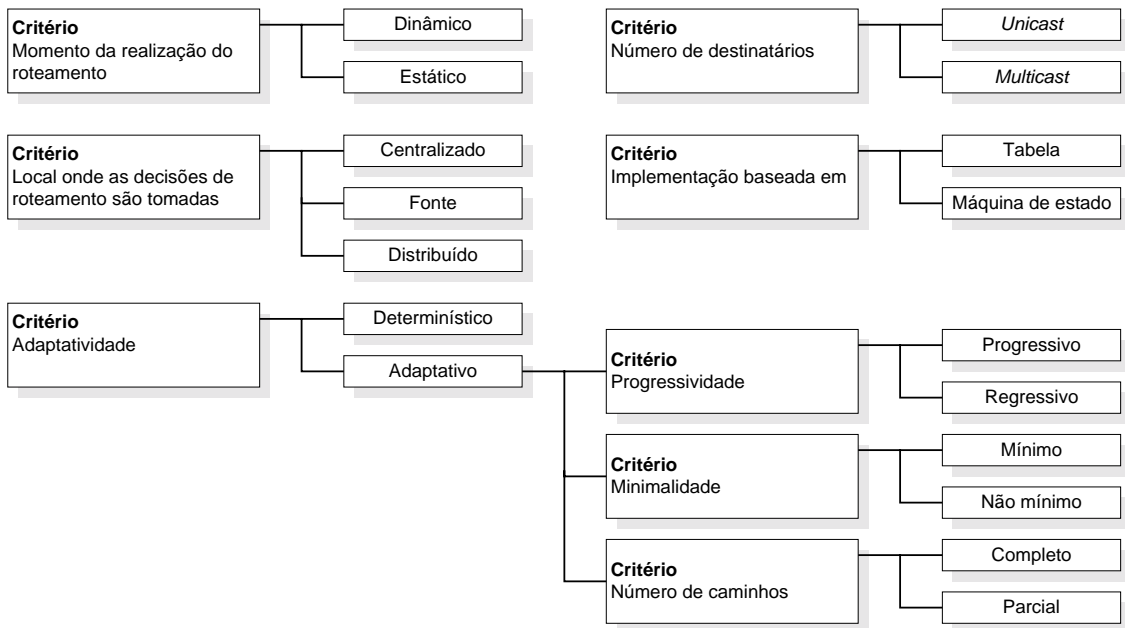 Critério
Momento da realização do
roteamento
Dinâmico
Estático
Critério
Número de destinatários
Unicast
Multicast
Critério
Local onde as decisões de
roteamento são tomadas
Centralizado
Fonte
Distribuído
Critério
Implementação baseada em
Tabela
Máquina de estado
Critério
Adaptatividade
Determinístico
Adaptativo
Critério
Progressividade
Progressivo
Regressivo
Critério
Minimalidade
Mínimo
Não mínimo
Critério
Número de caminhos
Completo
Parcial